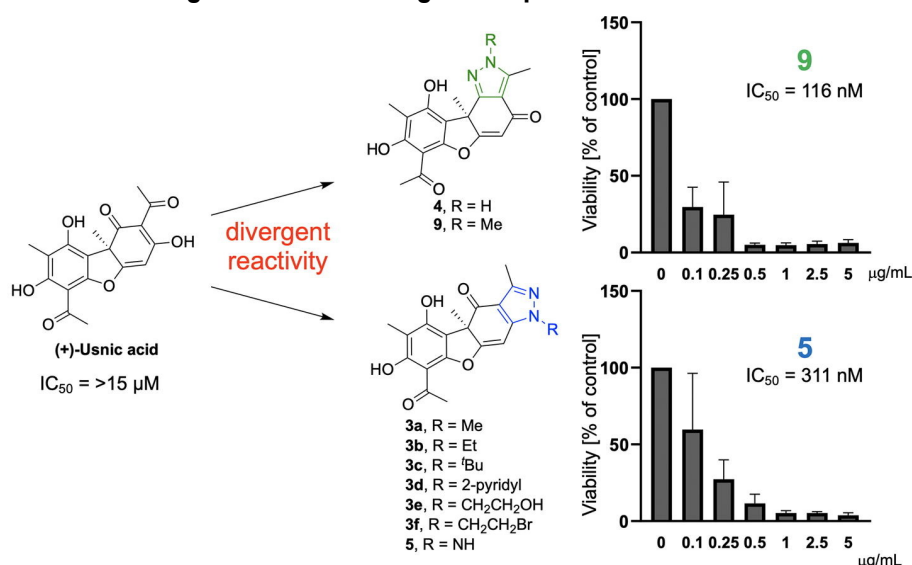 OH
O
O
OH
HO
O
O
(+)-Usnic acid
IC50 = >15 µM
divergent
reactivity
R
N
N
OH
O
HO
O
O
4, R = H
9, R = Me
O
OH
N
N
R
HO
O
O
3a, R = Me
3b, R = Et
3c, R = tBu
3d, R = 2-pyridyl
3e, R = CH2CH2OH
3f, R = CH2CH2Br
5, R = NH
Viability [% of control]
150
100
50
0
9
IC50 = 116 nM
0 0.1 0.25 0.5 1 2.5 5 µg/mL
Viability [% of control]
150
100
50
0
5
IC50 = 311 nM
0 0.1 0.25 0.5 1 2.5 5
µg/mL